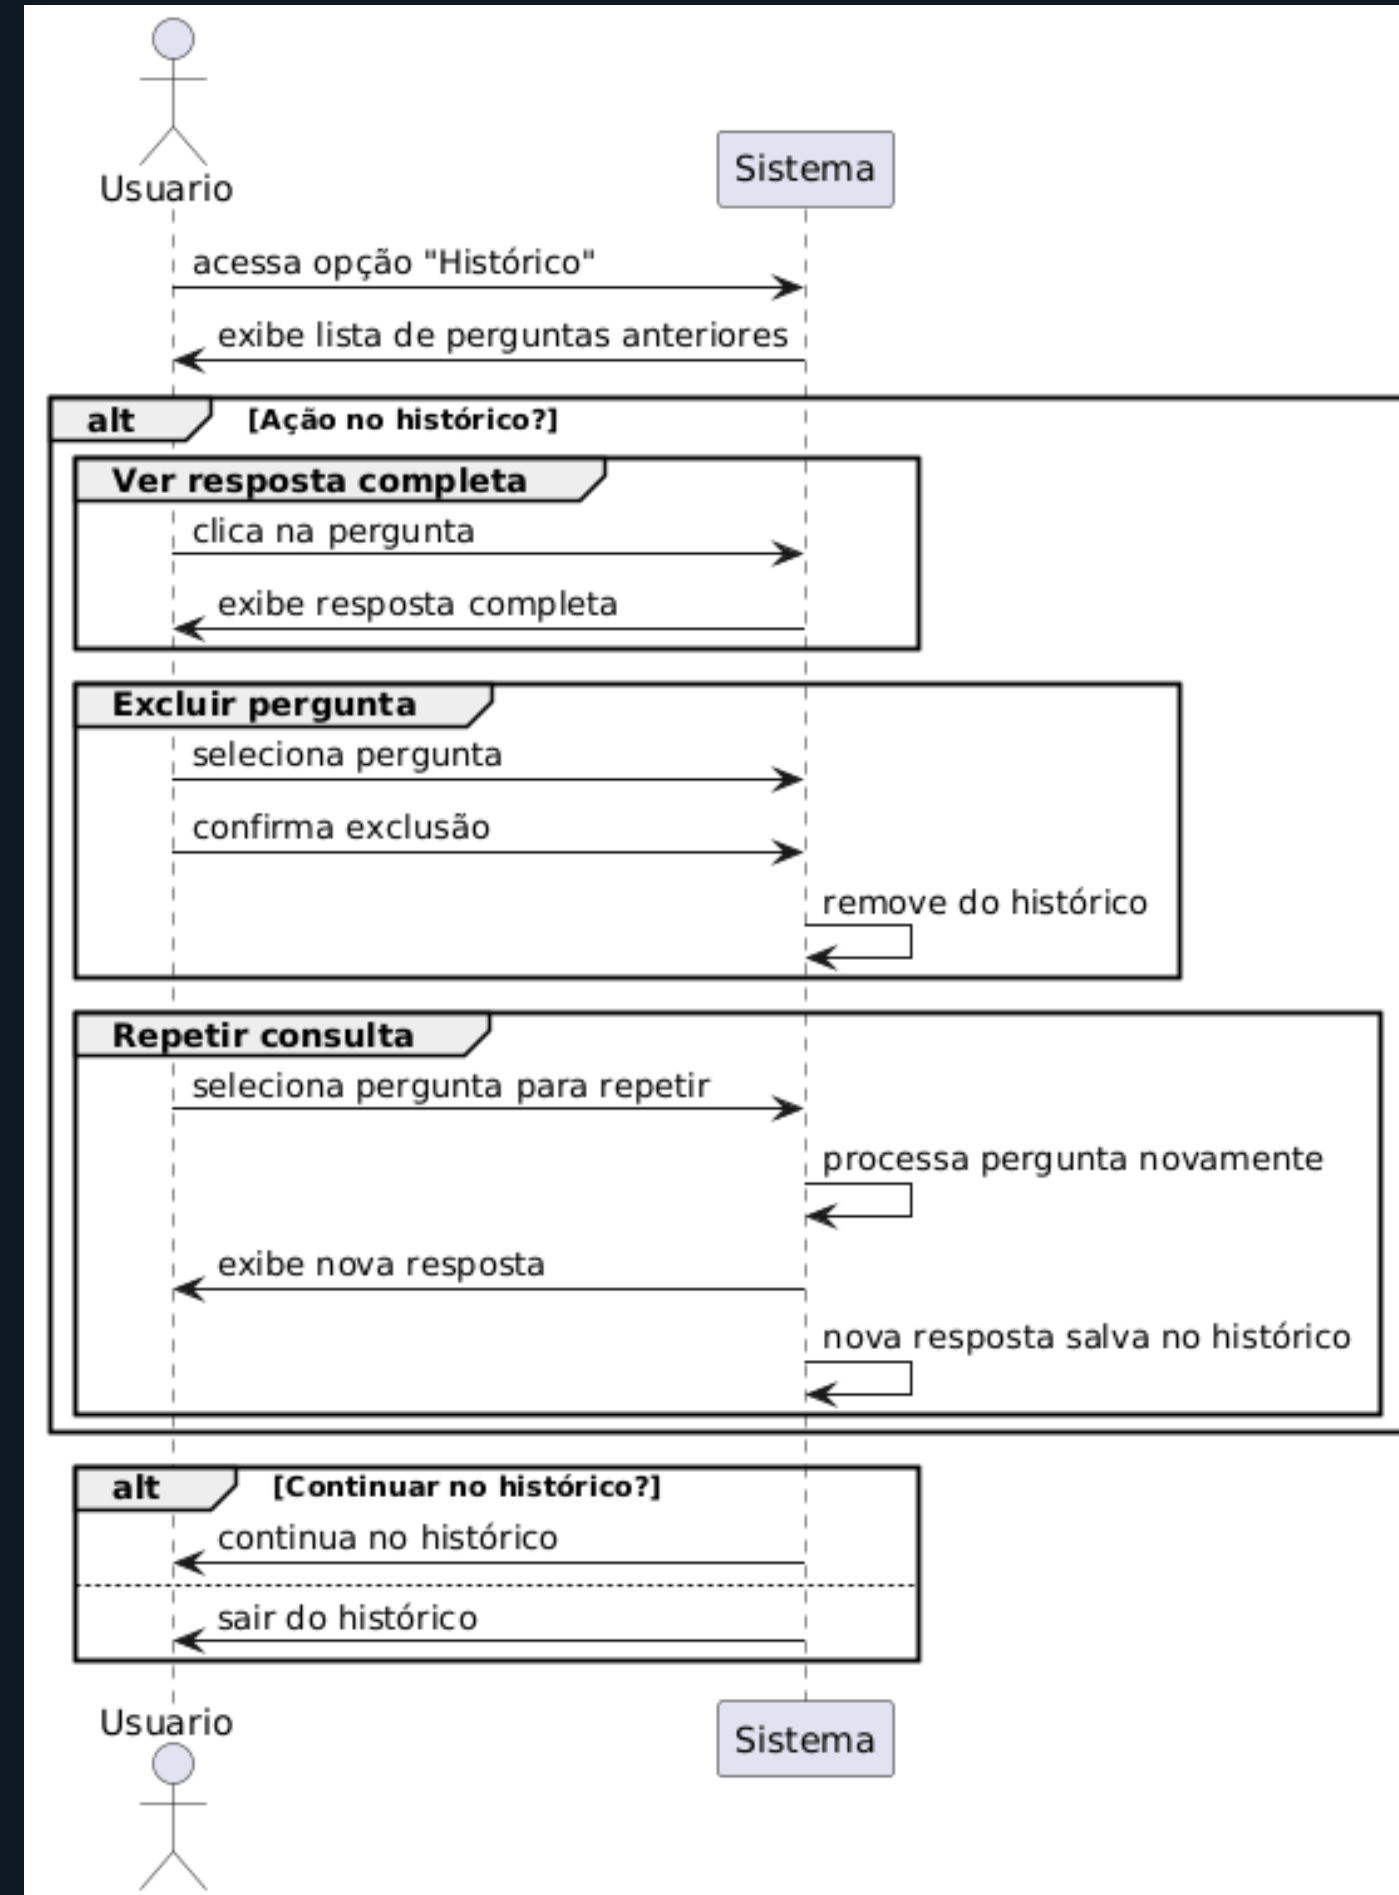 Usuario
Sistema
acessa opção "Histórico"
exibe lista de perguntas anteriores
alt [Ação no histórico?]
Ver resposta completa
clica na pergunta
exibe resposta completa
Excluir pergunta
seleciona pergunta
confirma exclusão
remove do histórico
Repetir consulta
seleciona pergunta para repetir
processa pergunta novamente
exibe nova resposta
nova resposta salva no histórico
alt [Continuar no histórico?]
continua no histórico
sair do histórico
Usuario
Sistema